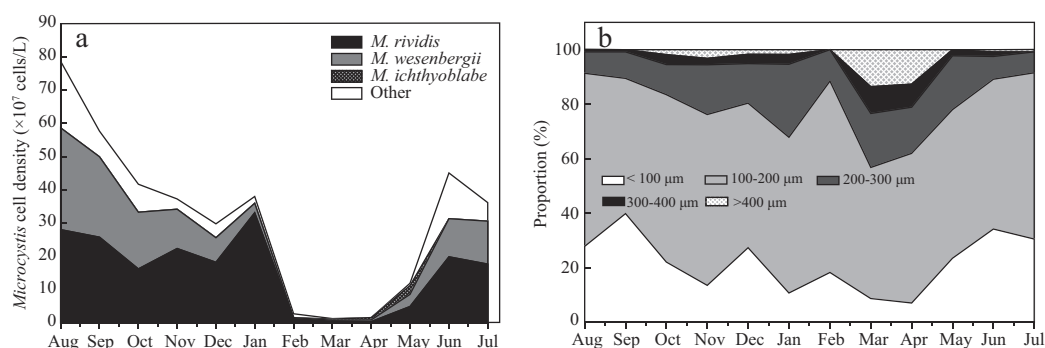 a
Microcystis cell density (×10⁷ cells/L)
90
80
70
60
50
40
30
20
10
0
M. rividis
M. wesenbergii
M. ichthyoblabe
Other
Aug Sep Oct Nov Dec Jan Feb Mar Apr May Jun Jul
b
Proportion (%)
100
80
60
40
20
0
< 100 μm 100-200 μm 200-300 μm
300-400 μm >400 μm
Aug Sep Oct Nov Dec Jan Feb Mar Apr May Jun Jul